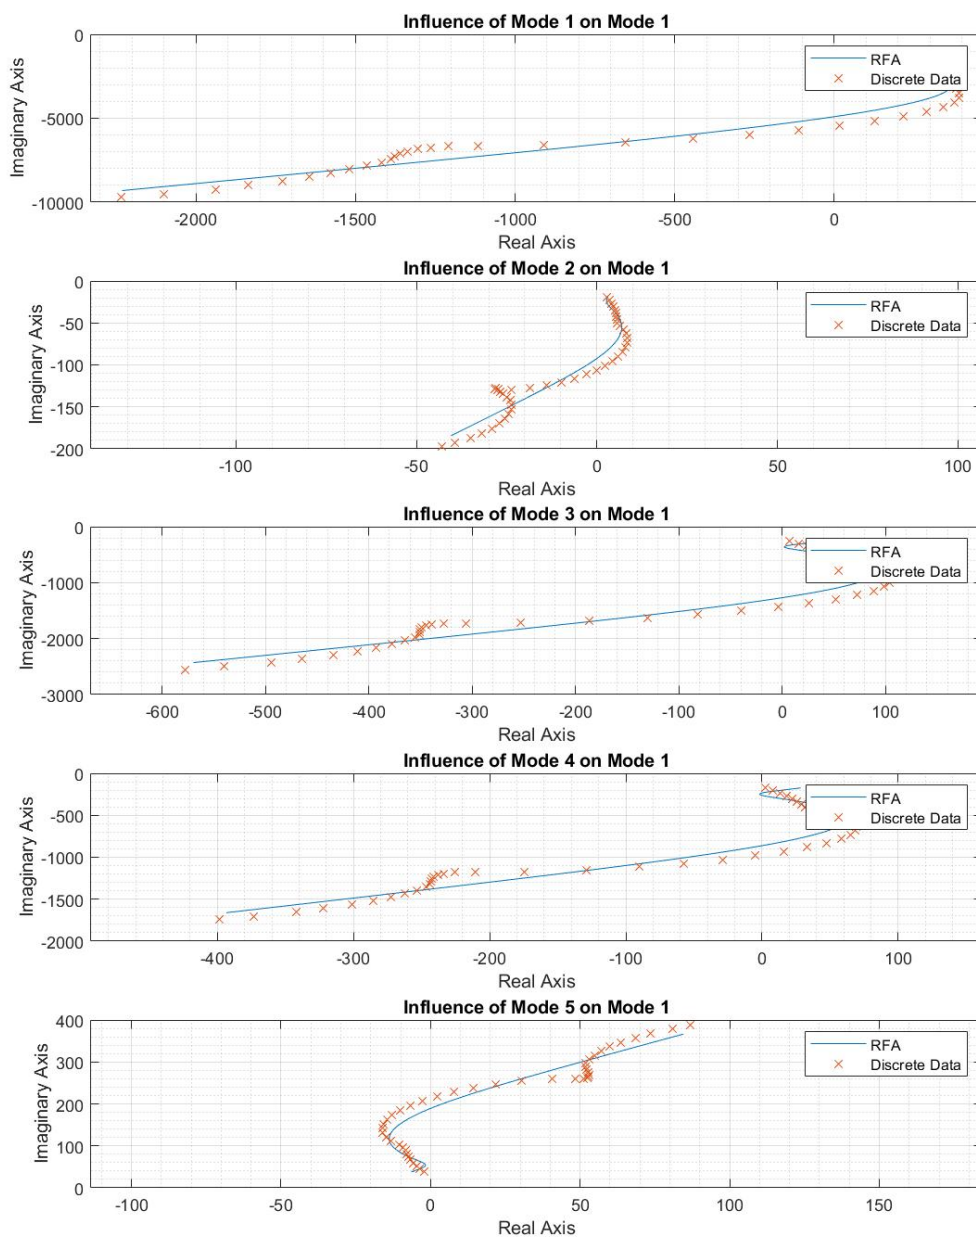 Influence of Mode 1 on Mode 1
0
-5000
-10000
Imaginary Axis
RFA
Discrete Data
-2000 -1500 -1000 -500 0
Real Axis
Influence of Mode 2 on Mode 1
0
-50
-100
-150
-200
Imaginary Axis
RFA
Discrete Data
-100 -50 0 50 100
Real Axis
Influence of Mode 3 on Mode 1
0
-1000
-2000
-3000
Imaginary Axis
RFA
Discrete Data
-600 -500 -400 -300 -200 -100 0 100
Real Axis
Influence of Mode 4 on Mode 1
0
-500
-1000
-1500
-2000
Imaginary Axis
RFA
Discrete Data
-400 -300 -200 -100 0 100
Real Axis
Influence of Mode 5 on Mode 1
400
300
200
100
0
Imaginary Axis
RFA
Discrete Data
-100 -50 0 50 100 150
Real Axis